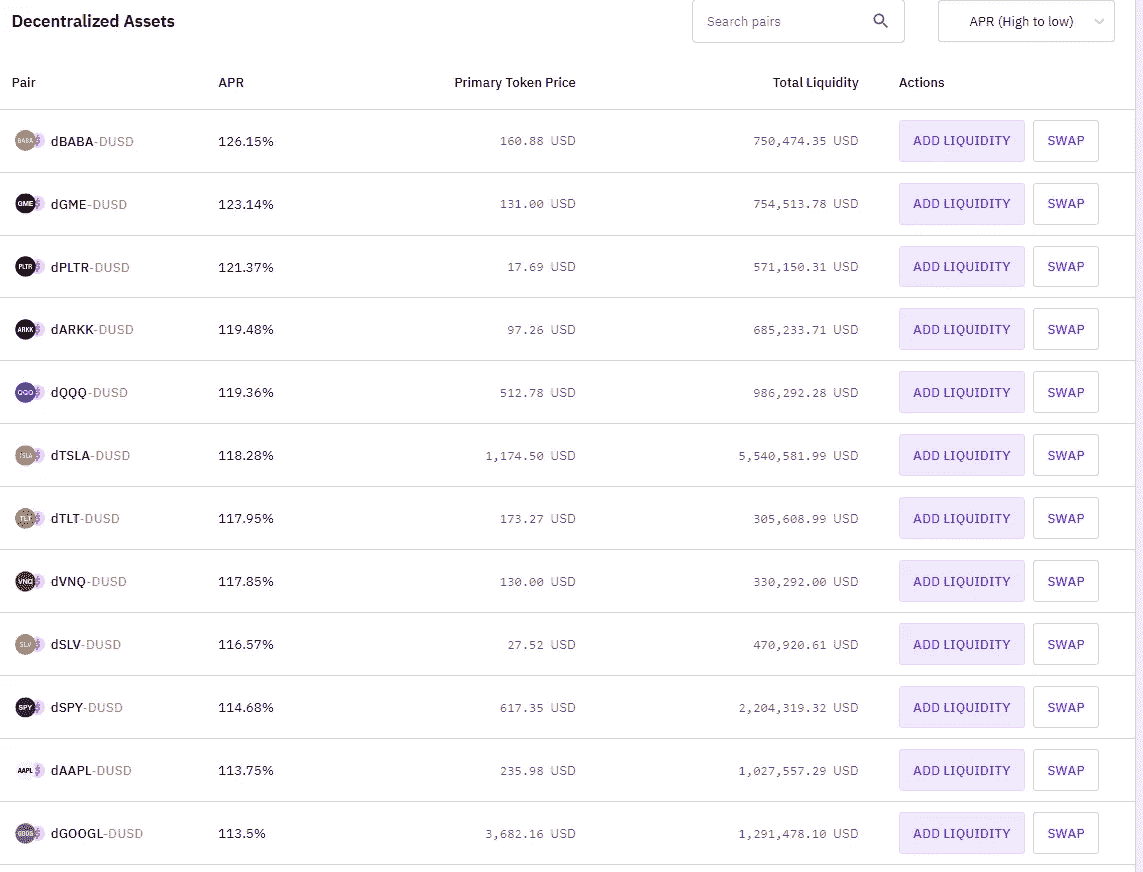 Decentralized Assets Search pairs APR (High to low)
Pair APR Primary Token Price Total Liquidity Actions
BABA $ dBABA-DUSD 126.15% 160.88 USD 750,474.35 USD ADD LIQUIDITY SWAP
GME $ dGME-DUSD 123.14% 131.00 USD 754,513.78 USD ADD LIQUIDITY SWAP
PLTR $ dPLTR-DUSD 121.37% 17.69 USD 571,150.31 USD ADD LIQUIDITY SWAP
ARKK $ dARKK-DUSD 119.48% 97.26 USD 685,233.71 USD ADD LIQUIDITY SWAP
QQQ $ dQQQ-DUSD 119.36% 512.78 USD 986,292.28 USD ADD LIQUIDITY SWAP
TSLA $ dTSLA-DUSD 118.28% 1,174.50 USD 5,540,581.99 USD ADD LIQUIDITY SWAP
TLT $ dTLT-DUSD 117.95% 173.27 USD 305,608.99 USD ADD LIQUIDITY SWAP
VNQ $ dVNQ-DUSD 117.85% 130.00 USD 330,292.00 USD ADD LIQUIDITY SWAP
SLV $ dSLV-DUSD 116.57% 27.52 USD 470,920.61 USD ADD LIQUIDITY SWAP
SPY $ dSPY-DUSD 114.68% 617.35 USD 2,204,319.32 USD ADD LIQUIDITY SWAP
AAPL $ dAAPL-DUSD 113.75% 235.98 USD 1,027,557.29 USD ADD LIQUIDITY SWAP
$ dGOOGL-DUSD 113.5% 3,682.16 USD 1,291,478.10 USD ADD LIQUIDITY SWAP